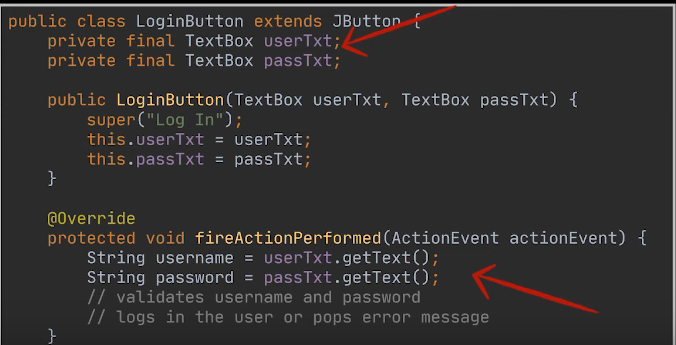 public class LoginButton extends JButton {
private final TextBox userTxt;
private final TextBox passTxt;
public LoginButton(TextBox userTxt, TextBox passTxt) {
super("Log In");
this.userTxt = userTxt;
this.passTxt = passTxt;
}
@Override
protected void fireActionPerformed(ActionEvent actionEvent) {
String username = userTxt.getText();
String password = passTxt.getText();
// validates username and password
// logs in the user or pops error message
}